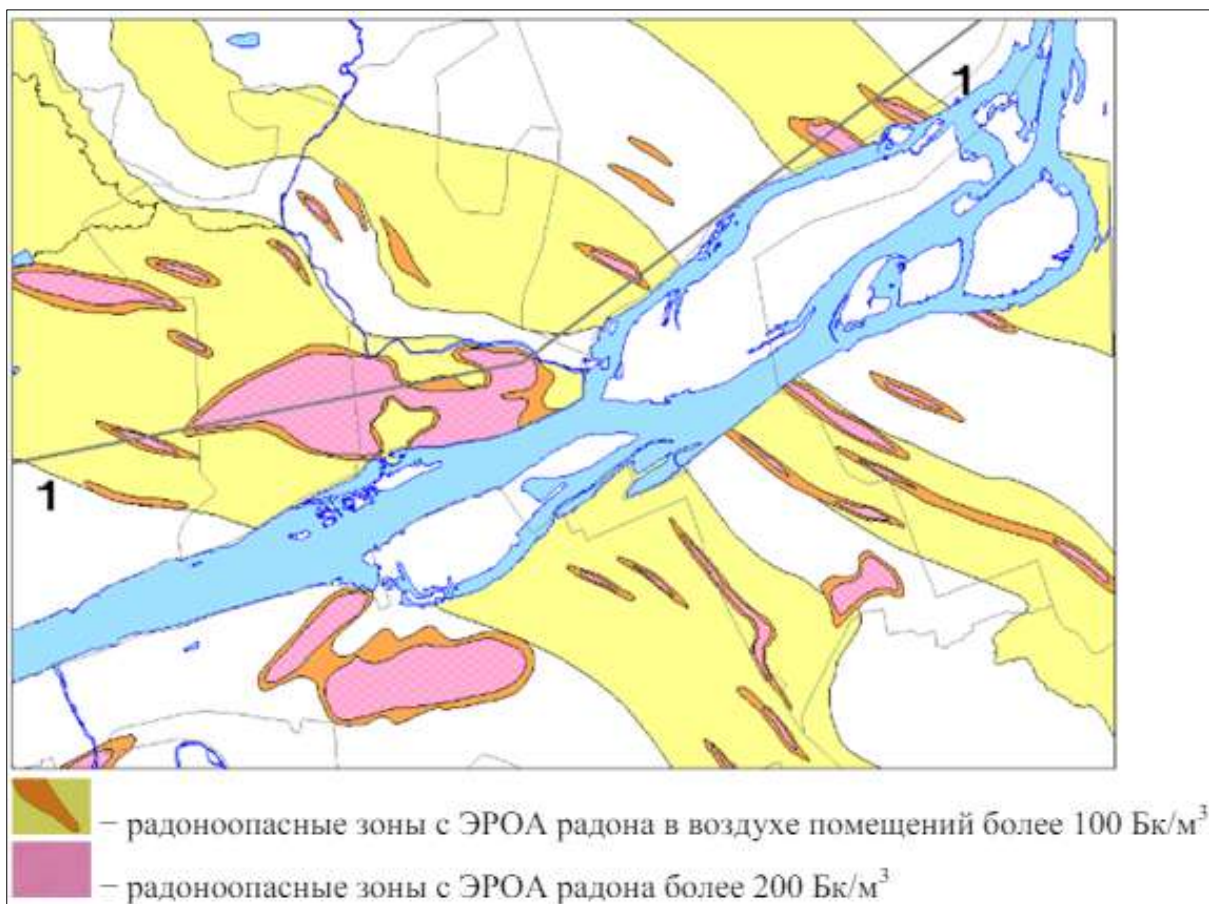 1
1
– радоноопасные зоны с ЭРОА радона в воздухе помещений более 100 Бк/м³
– радоноопасные зоны с ЭРОА радона более 200 Бк/м³